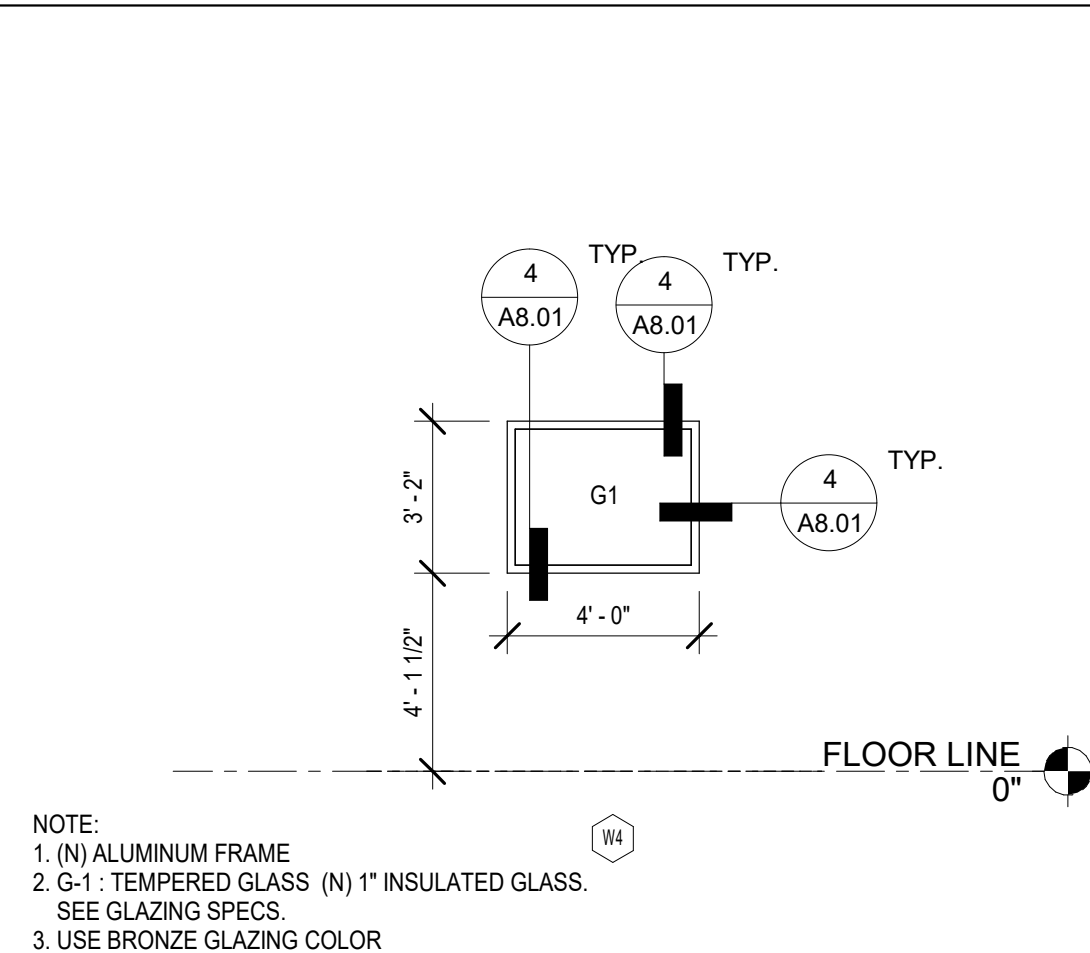 TYP.
TYP.
4
A8.01
4
A8.01
TYP.
4
A8.01
3' - 2"
G1
4' - 0"
4' - 1 1/2"
FLOOR LINE
0"
W4
NOTE:
1. (N) ALUMINUM FRAME
2. G-1 : TEMPERED GLASS (N) 1" INSULATED GLASS.
SEE GLAZING SPECS.
3. USE BRONZE GLAZING COLOR